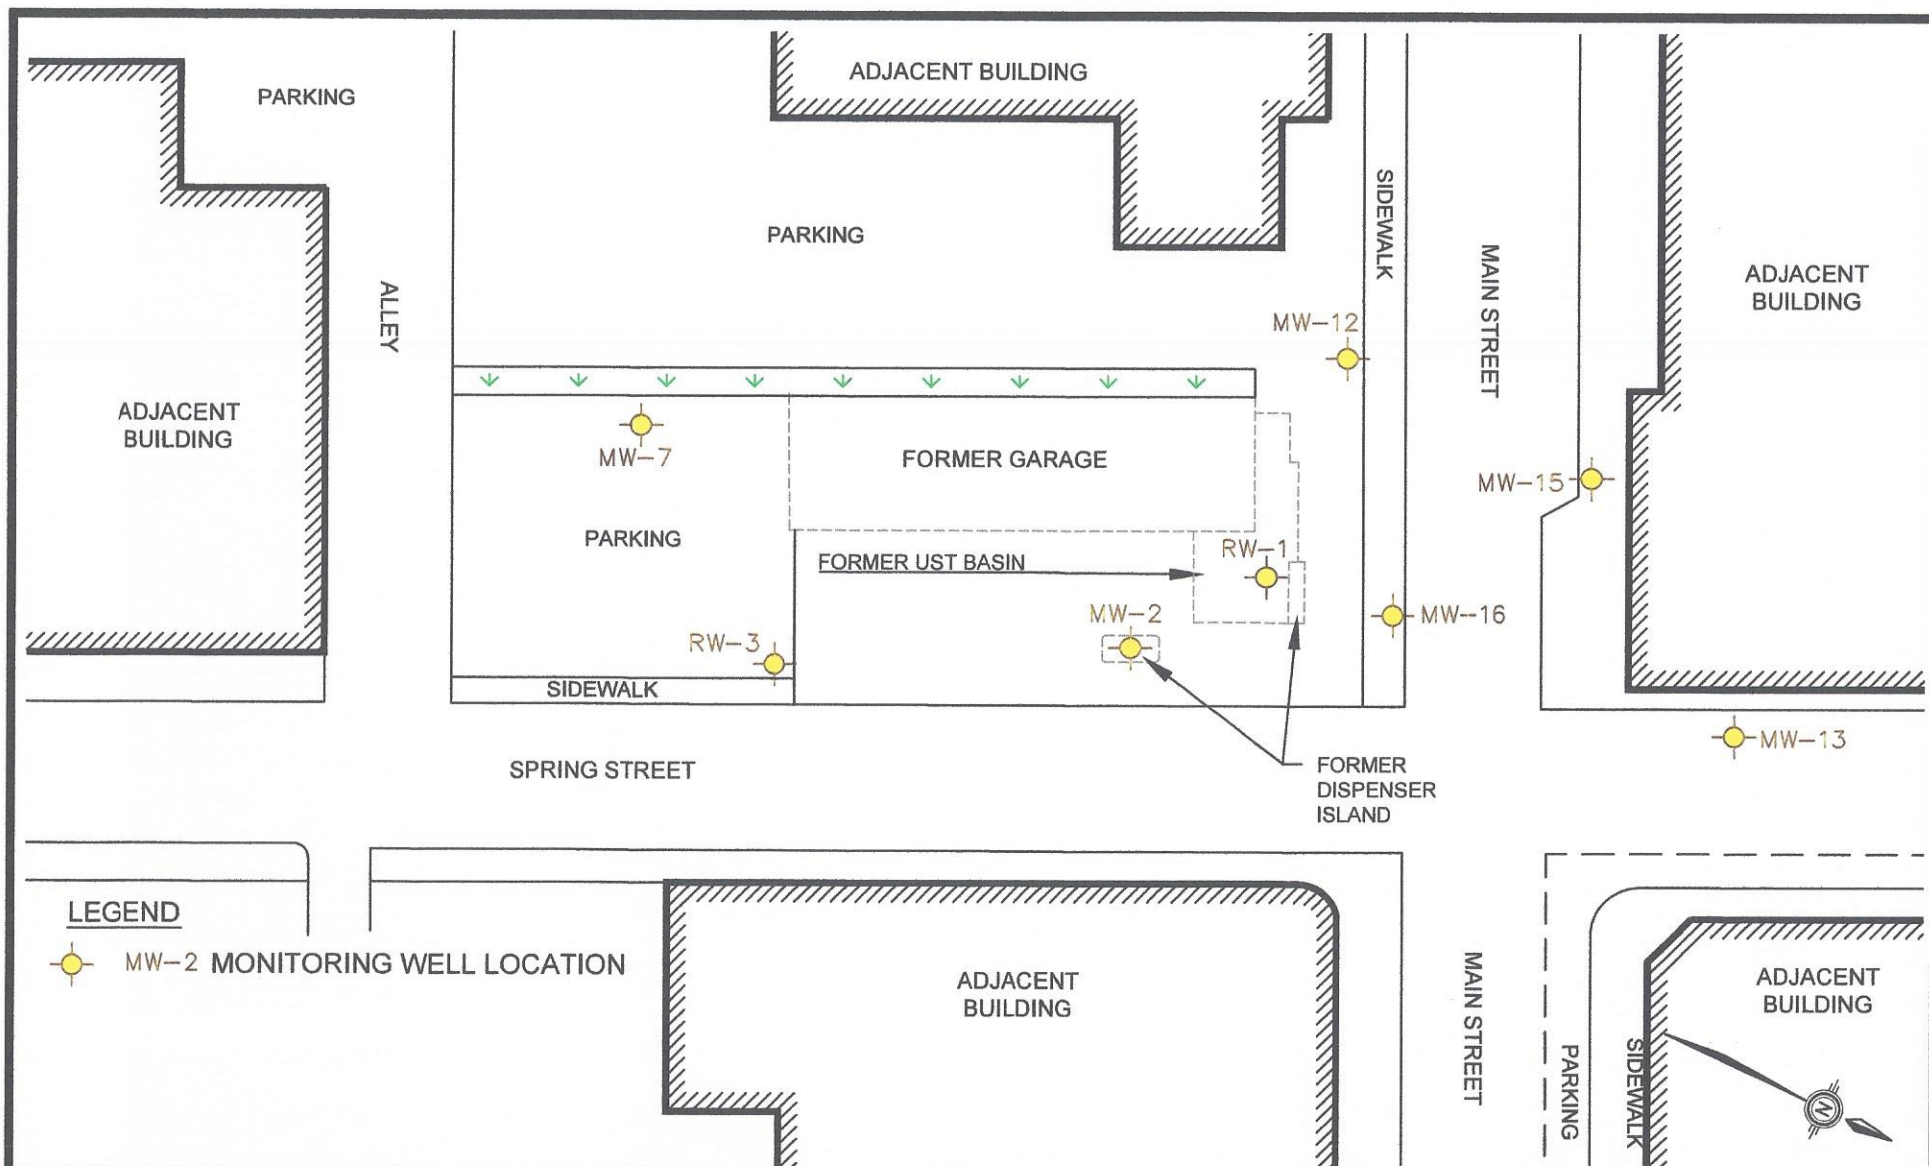 ADJACENT BUILDING
PARKING
PARKING
SIDEWALK
MAIN STREET
ADJACENT
BUILDING
ALLEY
MW-12
ADJACENT
BUILDING
MW-7
FORMER GARAGE
MW-15
PARKING
FORMER UST BASIN
RW-1
MW-2
MW-16
RW-3
SIDEWALK
MW-13
SPRING STREET
FORMER
DISPENSER
ISLAND
LEGEND
MW-2 MONITORING WELL LOCATION
ADJACENT
BUILDING
MAIN STREET
PARKING
SIDEWALK
ADJACENT
BUILDING
N